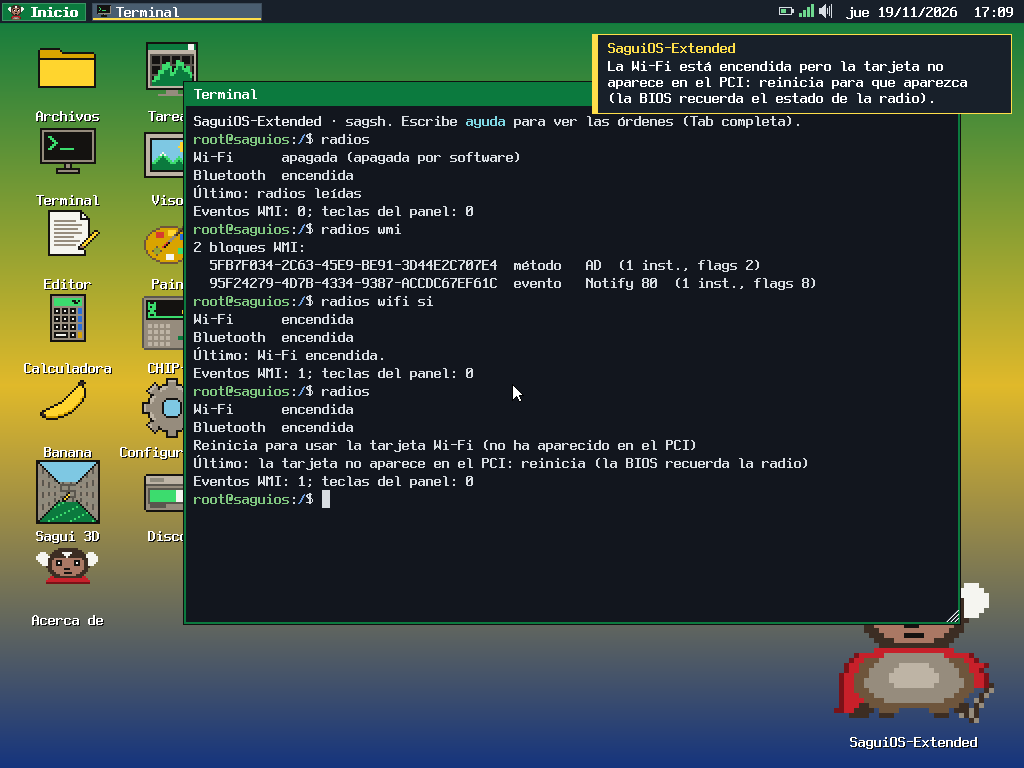 Inicio
Terminal
jue 19/11/2026 17:09
SaguiOS-Extended
La Wi-Fi está encendida pero la tarjeta no
aparece en el PCI: reinicia para que aparezca
(la BIOS recuerda el estado de la radio).
Archivos
Terminal
Editor
Calculadora
Banana
Sagui 3D
Acerca de
Tarea
Viso
Pain
CHIP-
Configur
Disco
Terminal
SaguiOS-Extended · sagsh. Escribe ayuda para ver las órdenes (Tab completa).
root@saguios:/$ radios
Wi-Fi      apagada (apagada por software)
Bluetooth  encendida
Último: radios leídas
Eventos WMI: 0; teclas del panel: 0
root@saguios:/$ radios wmi
2 bloques WMI:
  5FB7F034-2C63-45E9-BE91-3D44E2C707E4  método   AD  (1 inst., flags 2)
  95F24279-4D7B-4334-9387-ACCDC67EF61C  evento   Notify 80  (1 inst., flags 8)
root@saguios:/$ radios wifi si
Wi-Fi      encendida
Bluetooth  encendida
Último: Wi-Fi encendida.
Eventos WMI: 1; teclas del panel: 0
root@saguios:/$ radios
Wi-Fi      encendida
Bluetooth  encendida
Reinicia para usar la tarjeta Wi-Fi (no ha aparecido en el PCI)
Último: la tarjeta no aparece en el PCI: reinicia (la BIOS recuerda la radio)
Eventos WMI: 1; teclas del panel: 0
root@saguios:/$
SaguiOS-Extended